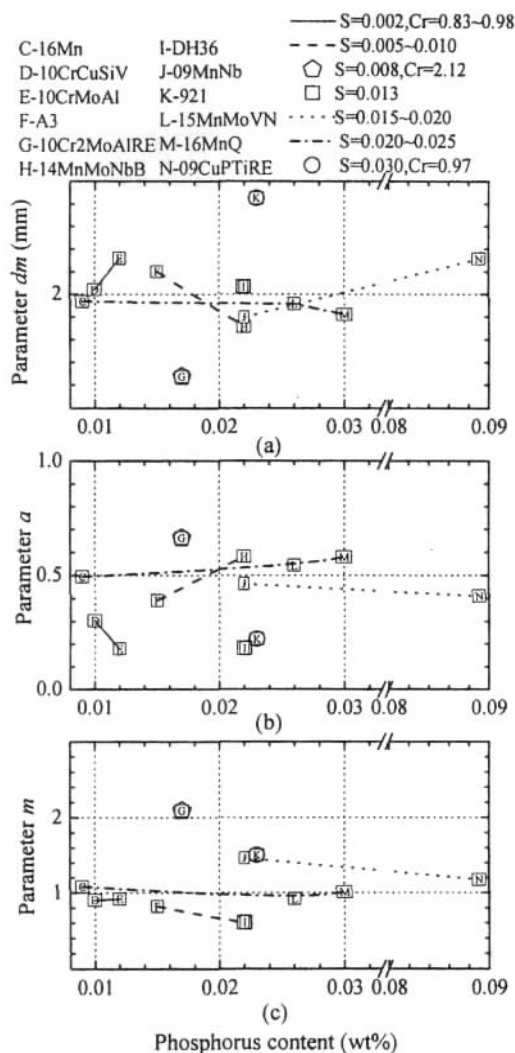 C-16Mn I-DH36 S=0.002,Cr=0.83~0.98
D-10CrCuSiV J-09MnNb S=0.005~0.010
E-10CrMoAl K-921 S=0.008,Cr=2.12
F-A3 L-15MnMoVN S=0.013
G-10Cr2MoAlRE M-16MnQ S=0.015~0.020
H-14MnMoNbB N-09CuPTiRE S=0.020~0.025
S=0.030,Cr=0.97
Parameter dm (mm)
2
K
E
F
N
D
I
C
L
J
M
H
G
0.01 0.02 0.03 0.08 0.09
(a)
Parameter a
1.0
0.5
0.0
G
H
M
L
C
J
F
N
D
K
E
I
0.01 0.02 0.03 0.08 0.09
(b)
Parameter m
2
1
G
J
K
N
C
M
L
D
E
F
I
0.01 0.02 0.03 0.08 0.09
(c)
Phosphorus content (wt%)